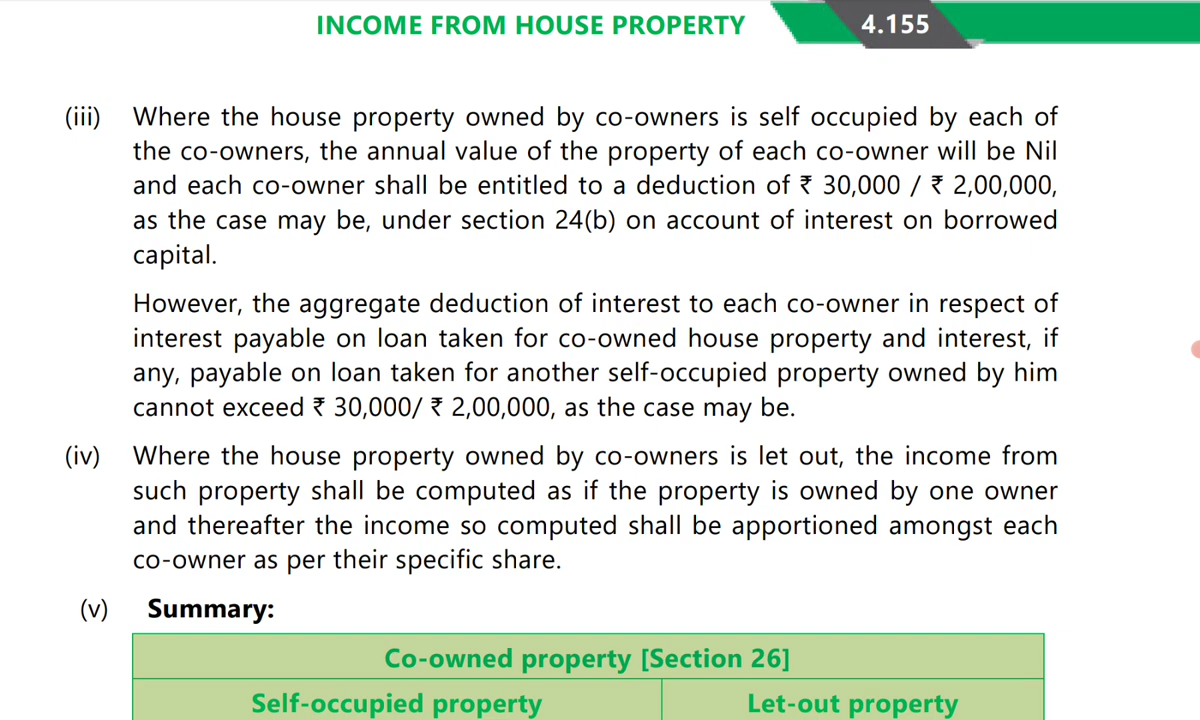 INCOME FROM HOUSE PROPERTY
4.155
(iii) Where the house property owned by co-owners is self occupied by each of
the co-owners, the annual value of the property of each co-owner will be Nil
and each co-owner shall be entitled to a deduction of ₹ 30,000 / ₹ 2,00,000,
as the case may be, under section 24(b) on account of interest on borrowed
capital.
However, the aggregate deduction of interest to each co-owner in respect of
interest payable on loan taken for co-owned house property and interest, if
any, payable on loan taken for another self-occupied property owned by him
cannot exceed ₹ 30,000/ ₹ 2,00,000, as the case may be.
(iv) Where the house property owned by co-owners is let out, the income from
such property shall be computed as if the property is owned by one owner
and thereafter the income so computed shall be apportioned amongst each
co-owner as per their specific share.
(v) Summary:
Co-owned property [Section 26]
Self-occupied property
Let-out property